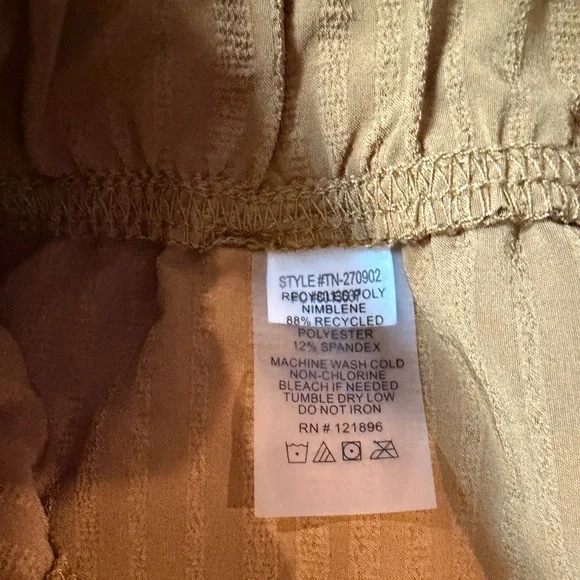 STYLE #TN-270902
NIMBLENE
88% RECYCLED
POLYESTER
12% SPANDEX
MACHINE WASH COLD
NON-CHLORINE
BLEACH IF NEEDED
TUMBLE DRY LOW
DO NOT IRON
RN # 121896